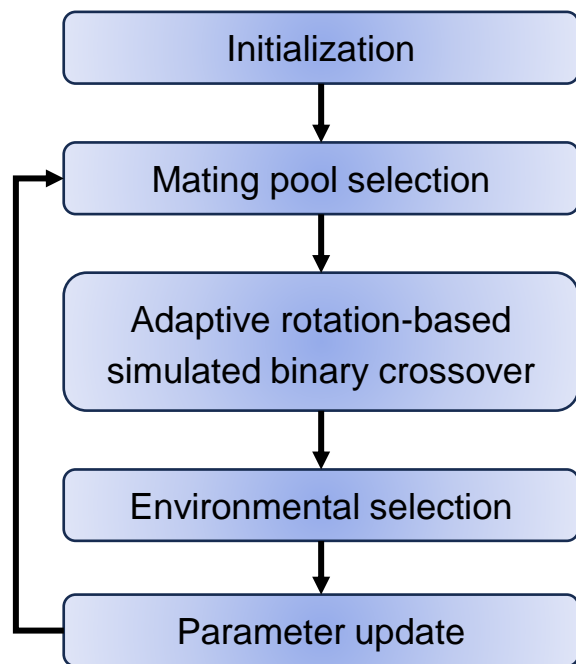 Initialization
Mating pool selection
Adaptive rotation-based
simulated binary crossover
Environmental selection
Parameter update